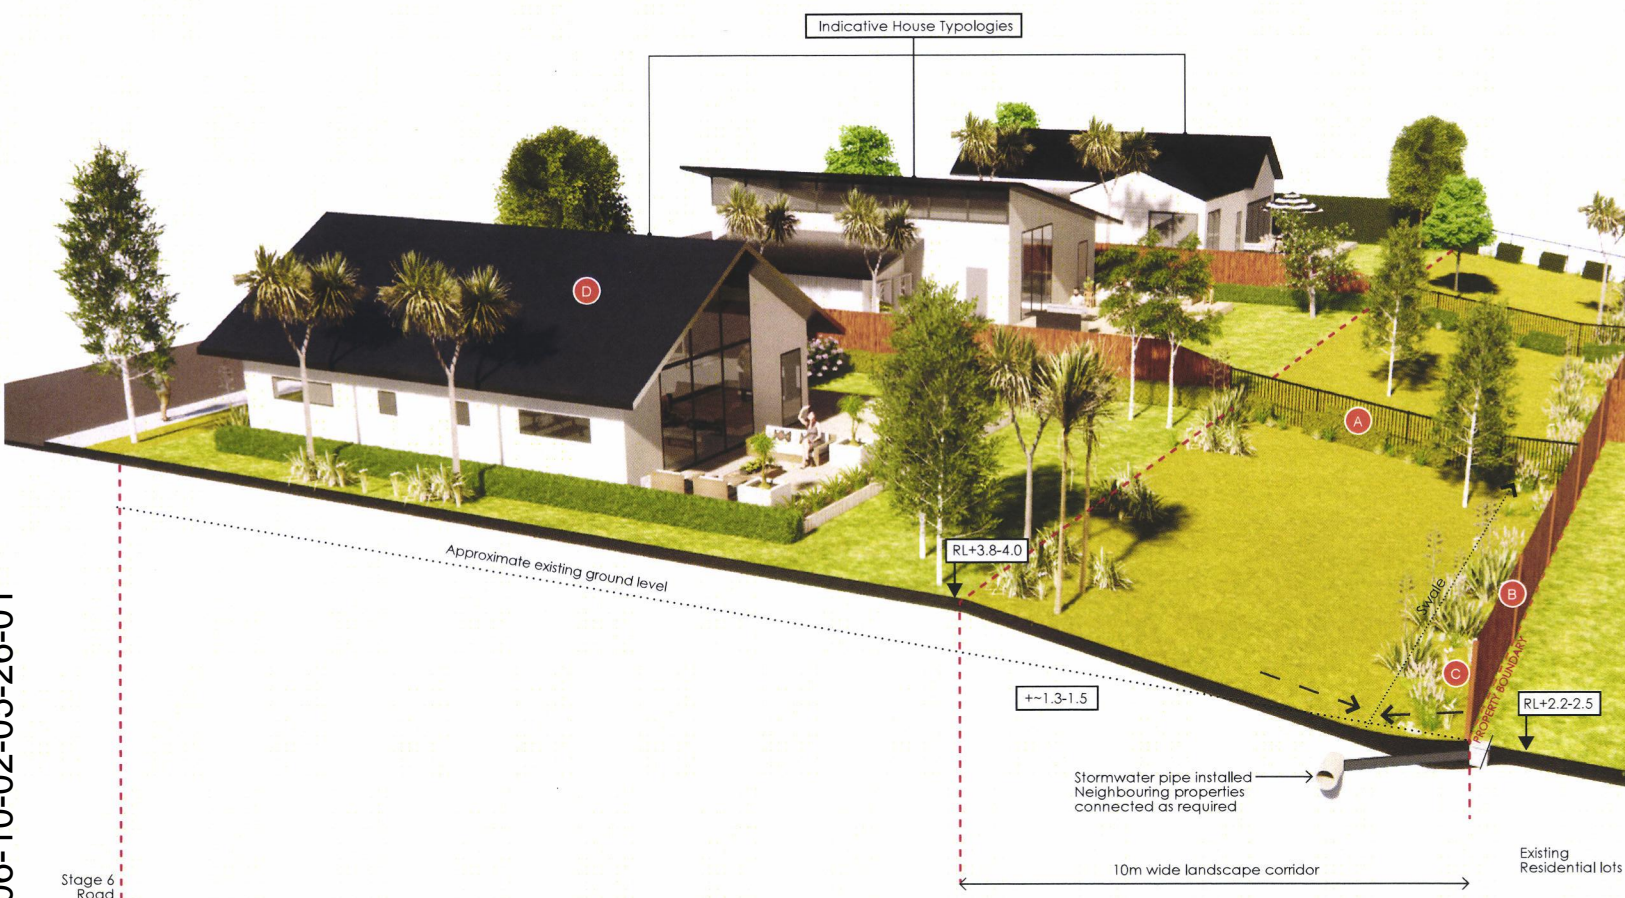 Indicative House Typologies
D
A
RL+3.8-4.0
Approximate existing ground level
Swale
B
C
PROPERTY BOUNDARY
+~1.3-1.5
RL+2.2-2.5
Stormwater pipe installed
Neighbouring properties
connected as required
10m wide landscape corridor
Existing
Residential lots
Stage 6
Road